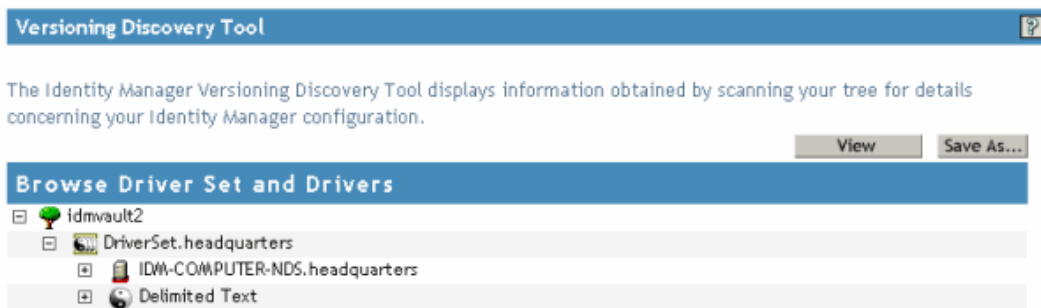 Versioning Discovery Tool
?
The Identity Manager Versioning Discovery Tool displays information obtained by scanning your tree for details
concerning your Identity Manager configuration.
View Save As...
Browse Driver Set and Drivers
idmvault2
DriverSet.headquarters
IDM-COMPUTER-NDS.headquarters
Delimited Text